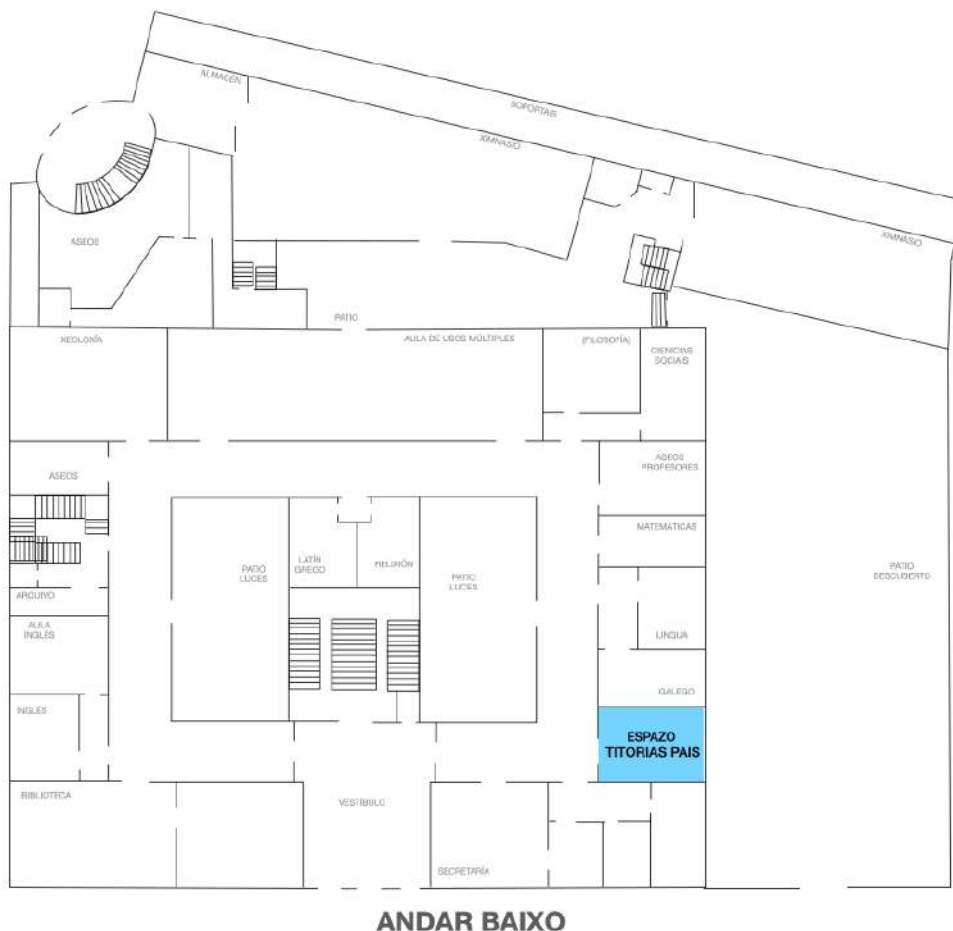 ALMACÉN
SOPORTAIS
XIMNASIO
XIMNASIO
ASEOS
PATIO
XEOLOXÍA
AULA DE USOS MÚLTIPLES
(FILOSOFÍA)
CIENCIAS
SOCIAIS
ASEOS
ASEOS
PROFESORES
MATEMÁTICAS
LATÍN
GREGO
RELIXIÓN
PATIO
LUCES
PATIO
LUCES
PATIO
DESCUBERTO
ARQUIVO
AULA
INGLÉS
LINGUA
GALEGO
INGLÉS
ESPAZO
TITORIAS PAIS
BIBLIOTECA
VESTÍBULO
SECRETARÍA
ANDAR BAIXO